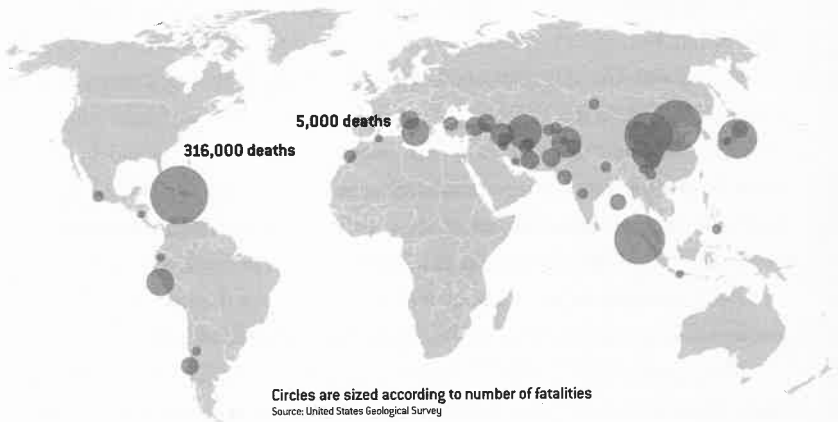 5,000 deaths
316,000 deaths
Circles are sized according to number of fatalities
Source: United States Geological Survey